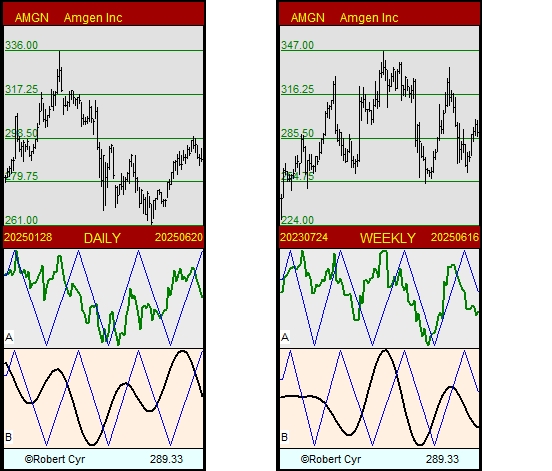 AMGN Amgen Inc
336.00
317.25
298.50
279.75
261.00
20250128 DAILY 20250620
A
B
©Robert Cyr 289.33
AMGN Amgen Inc
347.00
316.25
285.50
254.75
224.00
20230724 WEEKLY 20250616
A
B
©Robert Cyr 289.33